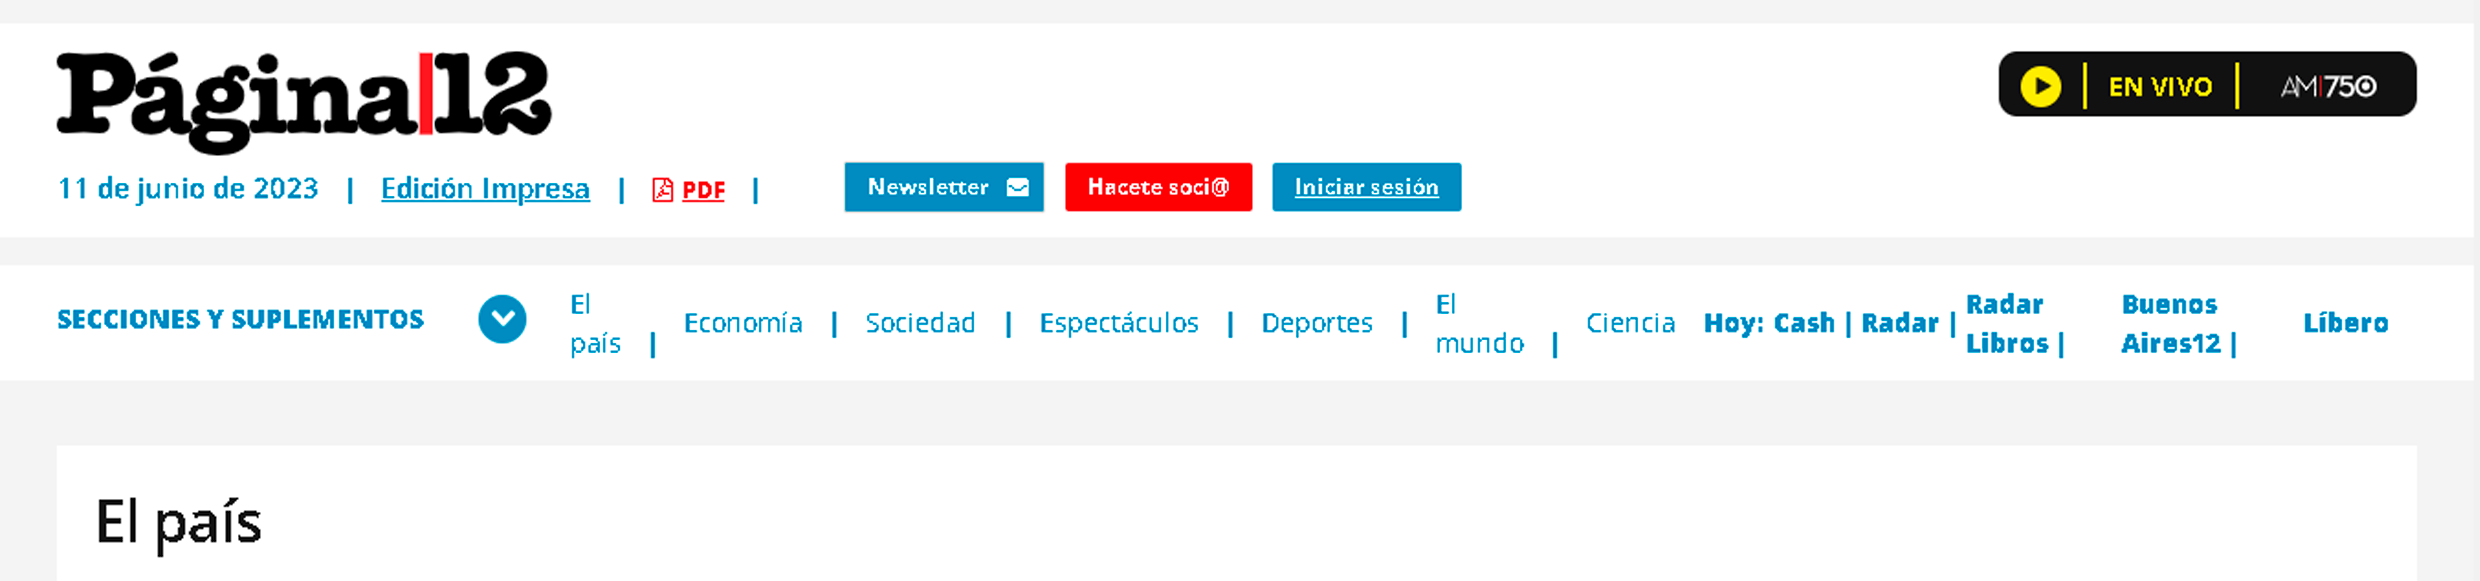 Página|12
EN VIVO | AM|750
11 de junio de 2023 | Edición Impresa | PDF |
Newsletter
Hacete soci@
Iniciar sesión
SECCIONES Y SUPLEMENTOS
El país |
Economía |
Sociedad |
Espectáculos |
Deportes |
El mundo |
Ciencia
Hoy: Cash | Radar |
Radar Libros |
Buenos Aires12 |
Líbero
El país